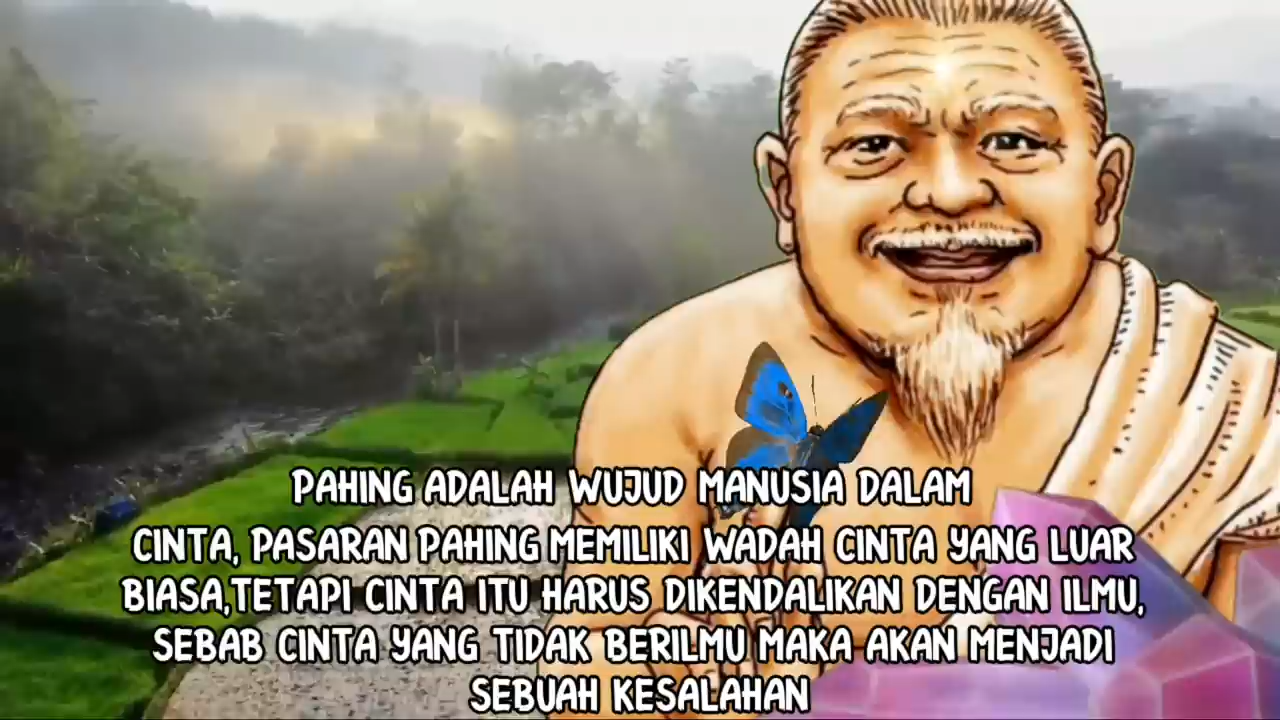 PAHING ADALAH WUJUD MANUSIA DALAM
CINTA, PASARAN PAHING MEMILIKI WADAH CINTA YANG LUAR
BIASA,TETAPI CINTA ITU HARUS DIKENDALIKAN DENGAN ILMU,
SEBAB CINTA YANG TIDAK BERILMU MAKA AKAN MENJADI
SEBUAH KESALAHAN